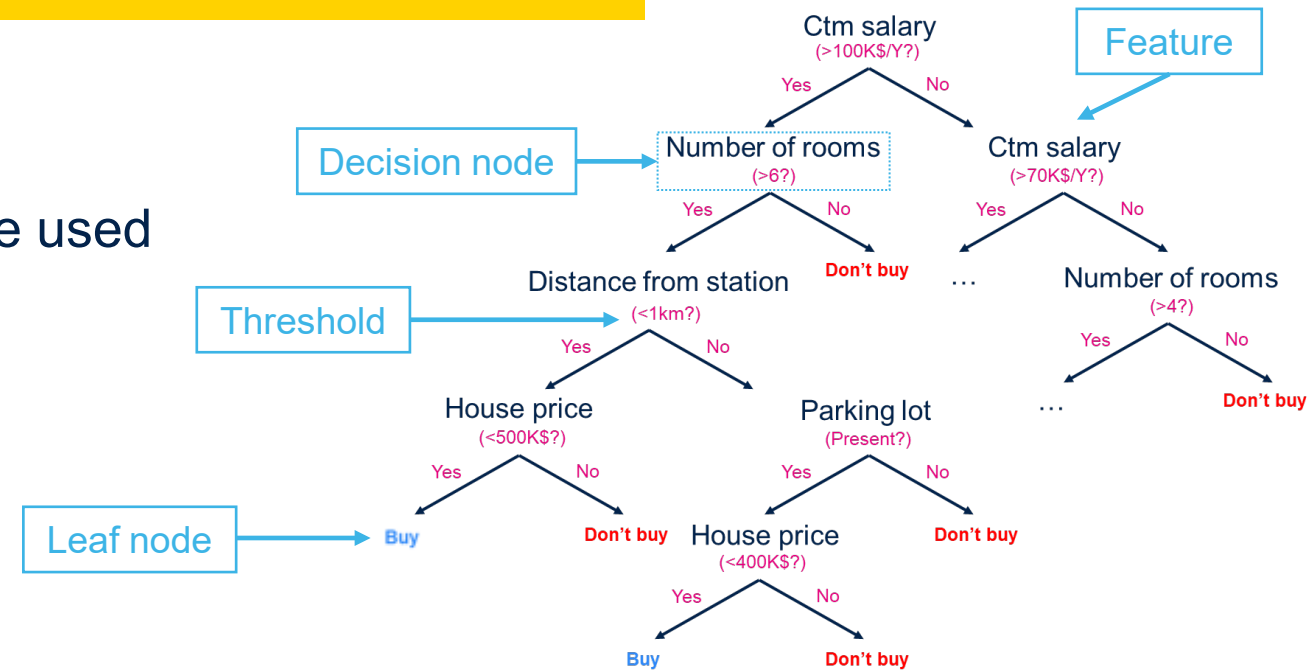 Ctm salary
(>100K$/Y?)
Feature
Yes
No
Decision node
Number of rooms
(>6?)
Ctm salary
(>70K$/Y?)
e used
Yes
No
Yes
No
Distance from station
Don't buy
...
Number of rooms
Threshold
(<1km?)
(>4?)
Yes
No
Yes
No
House price
(<500K$?)
Parking lot
(Present?)
...
Don't buy
Yes
No
Yes
No
Leaf node
Buy
Don't buy
House price
(<400K$?)
Don't buy
Yes
No
Buy
Don't buy